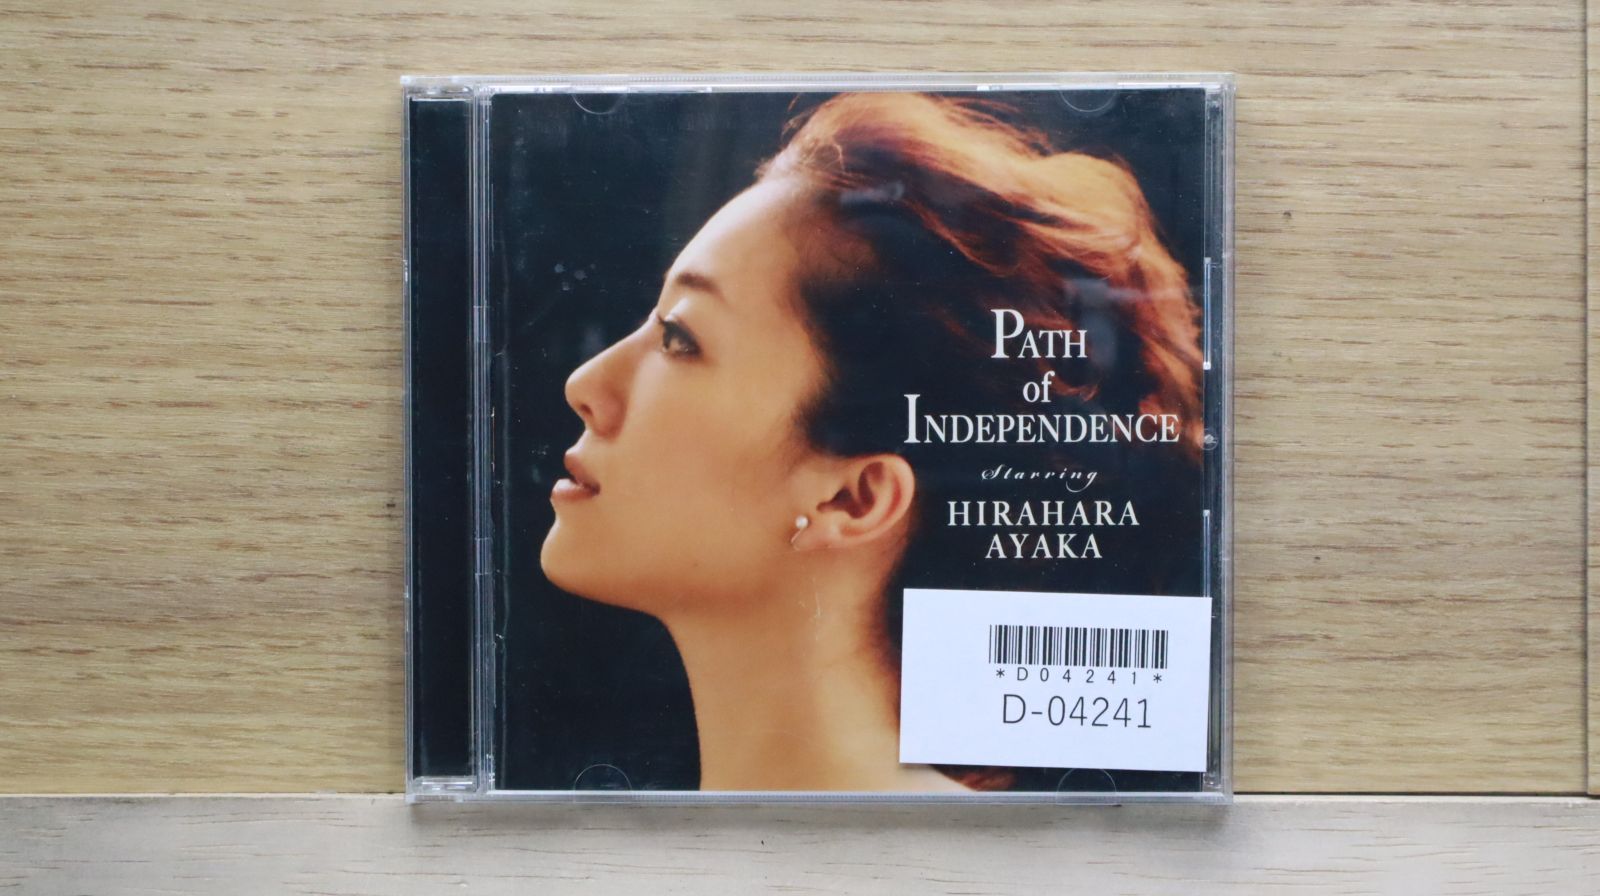 PATH
of
INDEPENDENCE
Starring
HIRAHARA
AYAKA
*D04241*
D-04241